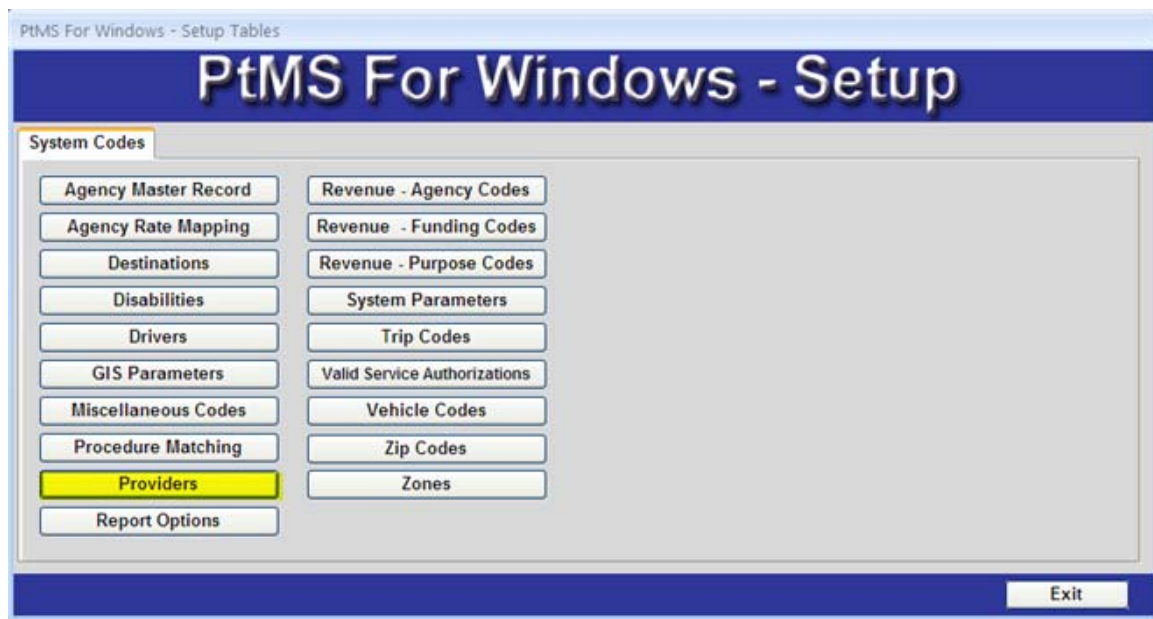 PtMS For Windows - Setup Tables
PtMS For Windows - Setup
System Codes
Agency Master Record
Agency Rate Mapping
Destinations
Disabilities
Drivers
GIS Parameters
Miscellaneous Codes
Procedure Matching
Providers
Report Options
Revenue - Agency Codes
Revenue - Funding Codes
Revenue - Purpose Codes
System Parameters
Trip Codes
Valid Service Authorizations
Vehicle Codes
Zip Codes
Zones
Exit